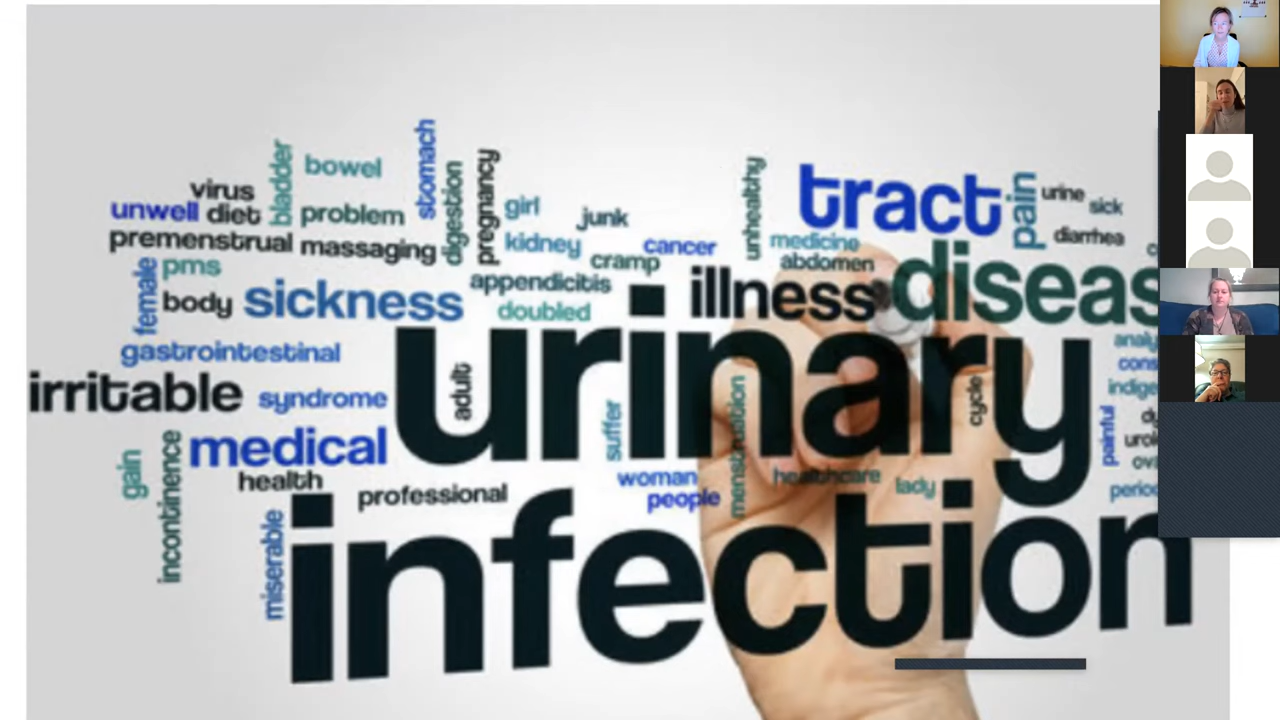 bladder
bowel
stomach
virus
unwell diet
problem
digestion
pregnancy
girl
junk
unhealthy
tract
pain
urine
sick
premenstrual massaging
kidney
cancer
medicine
diarrhea
female
pms
cramp
abdomen
body sickness
appendicitis
doubled
illness
gastrointestinal
irritable
syndrome
adult
urinary
cycle
painful
gain
incontinence
medical
suffer
menstruation
health
professional
woman
people
healthcare
lady
miserable
infection